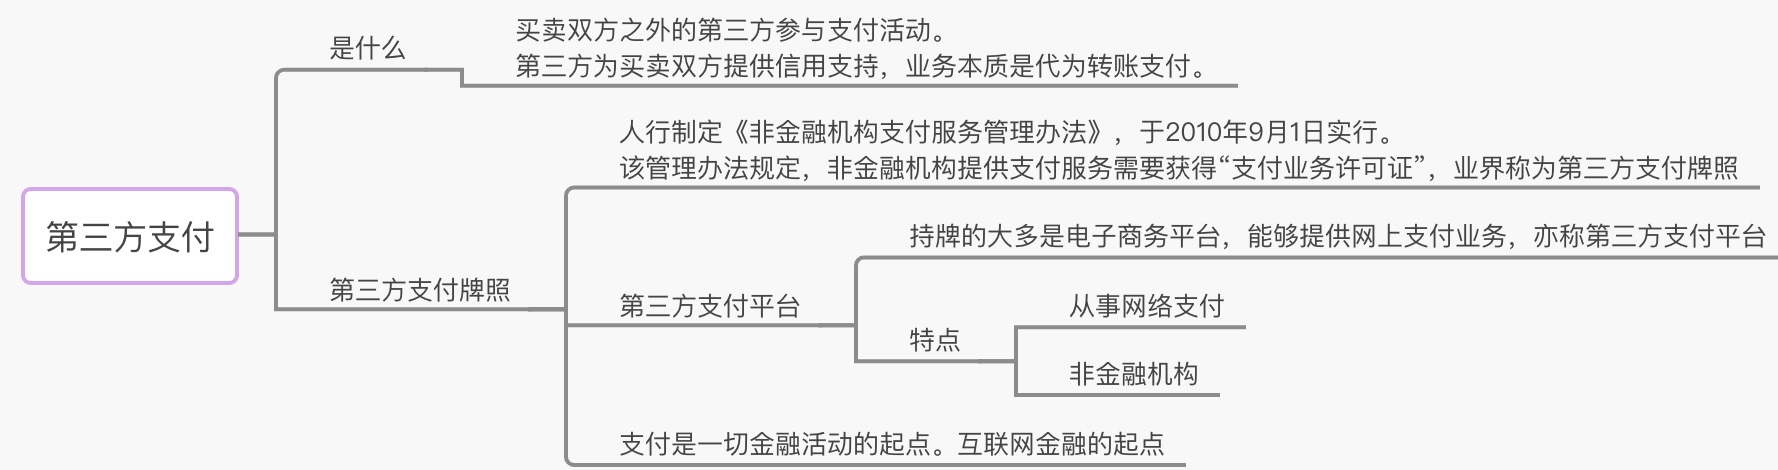 第三方支付
是什么
买卖双方之外的第三方参与支付活动。
第三方为买卖双方提供信用支持，业务本质是代为转账支付。
第三方支付牌照
人行制定《非金融机构支付服务管理办法》，于2010年9月1日实行。
该管理办法规定，非金融机构提供支付服务需要获得“支付业务许可证”，业界称为第三方支付牌照
第三方支付平台
持牌的大多是电子商务平台，能够提供网上支付业务，亦称第三方支付平台
特点
从事网络支付
非金融机构
支付是一切金融活动的起点。互联网金融的起点